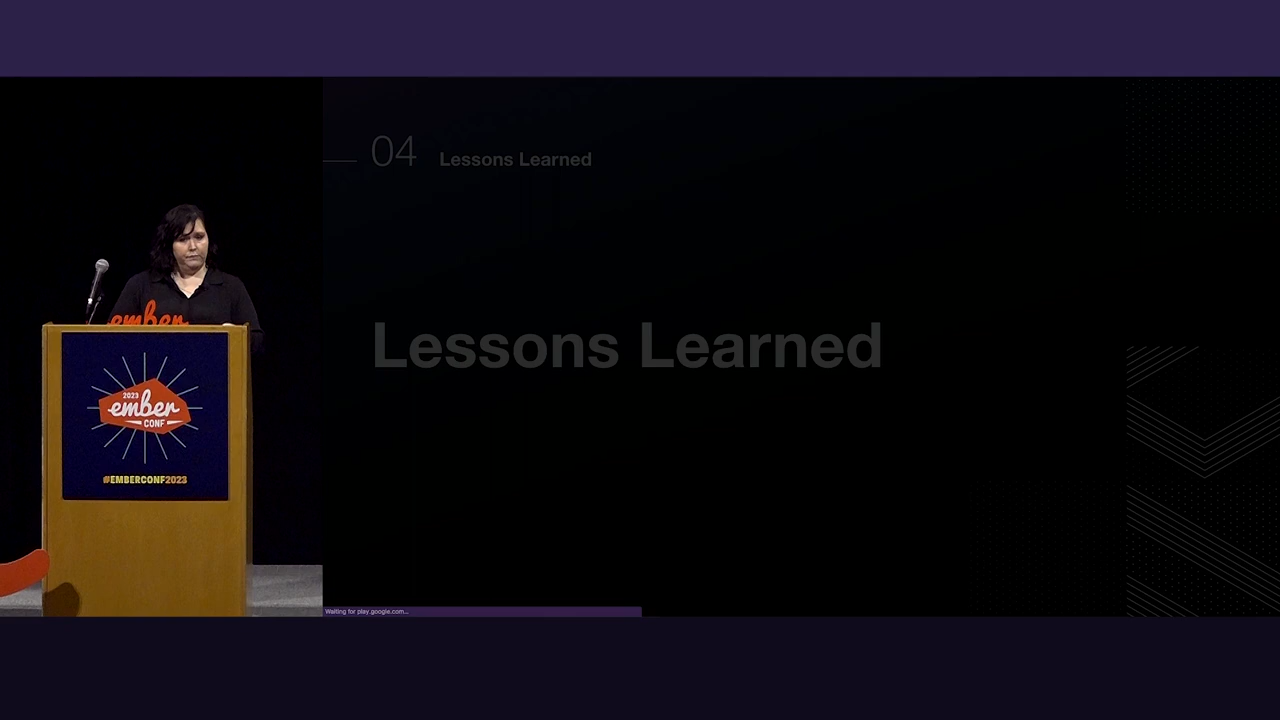 04 Lessons Learned
Lessons Learned
ember
2023
ember
CONF
#EMBERCONF2023
Waiting for play.google.com...